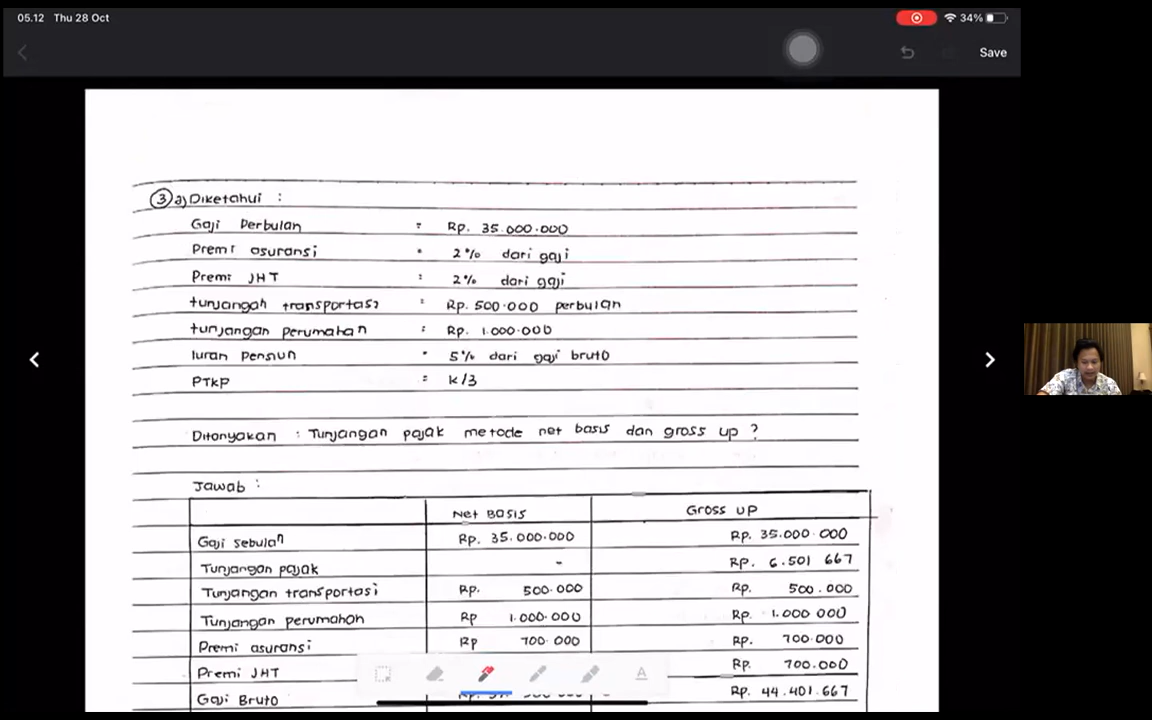 05.12 Thu 28 Oct
34%
Save
3 a) Diketahui :
Gaji Perbulan : Rp. 35.000.000
Premi asuransi : 2% dari gaji
Premi JHT : 2% dari gaji
tunjangan transportasi : Rp. 500.000 perbulan
tunjangan perumahan : Rp. 1.000.000
Iuran Pensiun : 5% dari gaji bruto
PTKP : K/3
Ditanyakan : Tunjangan pajak metode net basis dan gross up ?
Jawab :
Net BASIS Gross UP
Gaji sebulan Rp. 35.000.000 Rp. 35.000.000
Tunjangan pajak - Rp. 6.501 667
Tunjangan transportasi Rp. 500.000 Rp. 500.000
Tunjangan perumahan Rp 1.000.000 Rp. 1.000 000
Premi asuransi Rp 700.000 Rp. 700.000
Premi JHT Rp. 700.000
Gaji Bruto Rp. 44.401.667